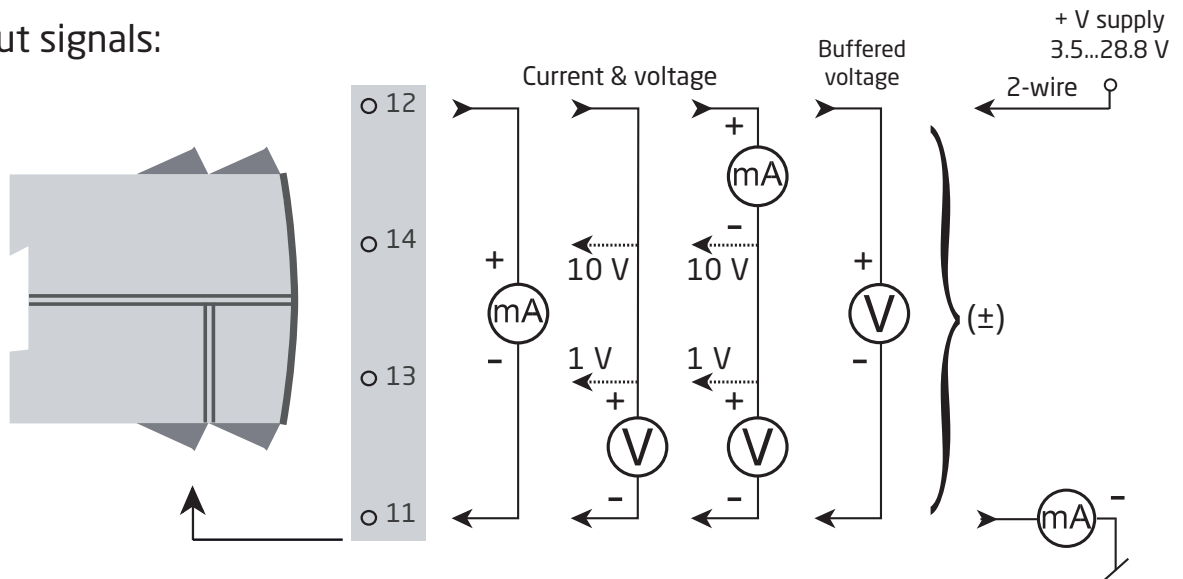 ut signals:
+ V supply
3.5...28.8 V
Buffered
voltage
Current & voltage
2-wire
12
14
13
11
+
mA
-
10 V
1 V
+
V
-
+
mA
-
10 V
1 V
+
V
-
+
V
-
(±)
mA
-